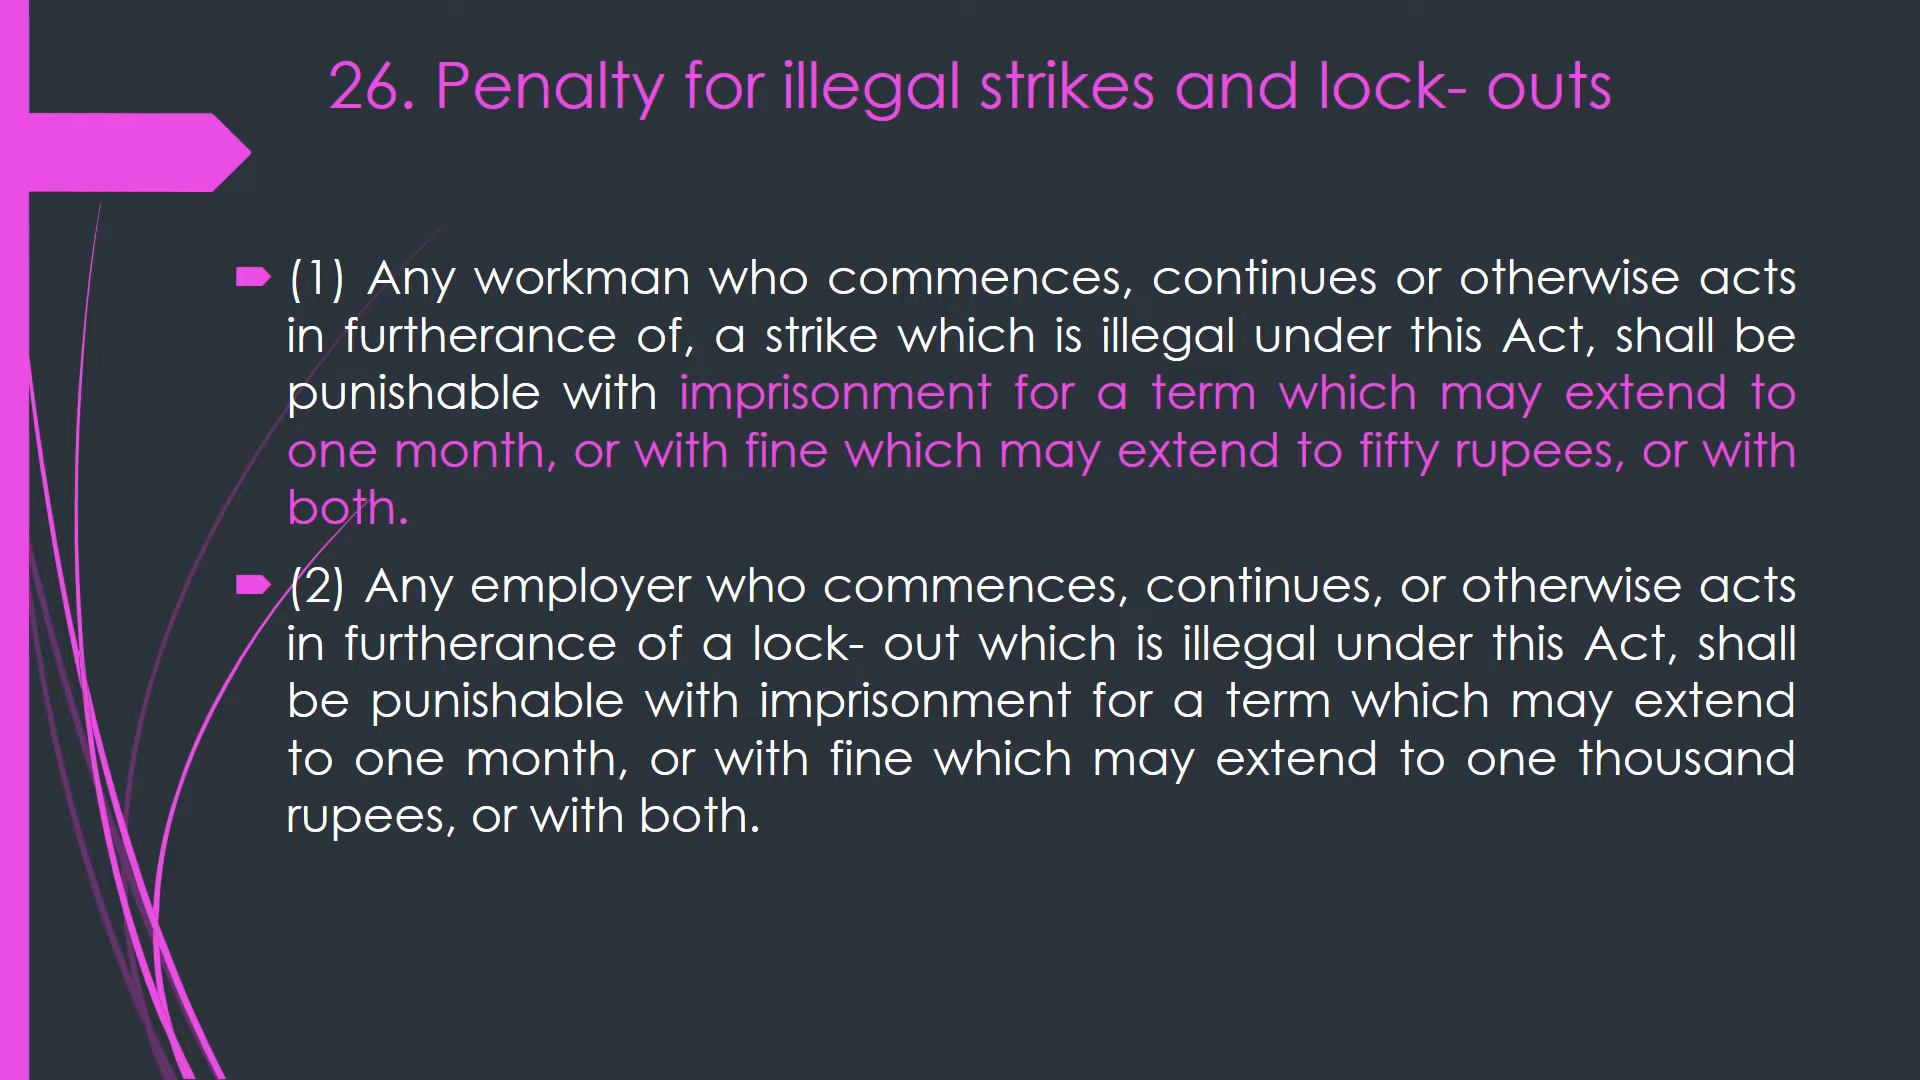 26. Penalty for illegal strikes and lock- outs
(1) Any workman who commences, continues or otherwise acts
in furtherance of, a strike which is illegal under this Act, shall be
punishable with imprisonment for a term which may extend to
one month, or with fine which may extend to fifty rupees, or with
both.
(2) Any employer who commences, continues, or otherwise acts
in furtherance of a lock- out which is illegal under this Act, shall
be punishable with imprisonment for a term which may extend
to one month, or with fine which may extend to one thousand
rupees, or with both.